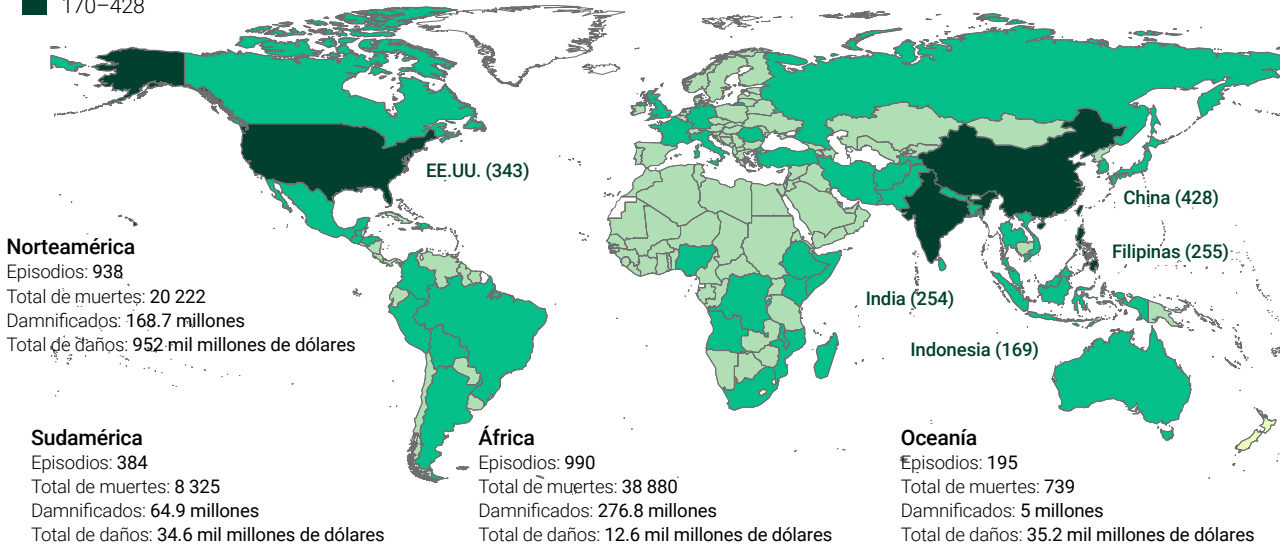 170–428
EE.UU. (343)
China (428)
Norteamérica
Episodios: 938
Total de muertes: 20 222
Damnificados: 168.7 millones
Total de daños: 952 mil millones de dólares
Filipinas (255)
India (254)
Indonesia (169)
Sudamérica
Episodios: 384
Total de muertes: 8 325
Damnificados: 64.9 millones
Total de daños: 34.6 mil millones de dólares
África
Episodios: 990
Total de muertes: 38 880
Damnificados: 276.8 millones
Total de daños: 12.6 mil millones de dólares
Oceanía
Episodios: 195
Total de muertes: 739
Damnificados: 5 millones
Total de daños: 35.2 mil millones de dólares